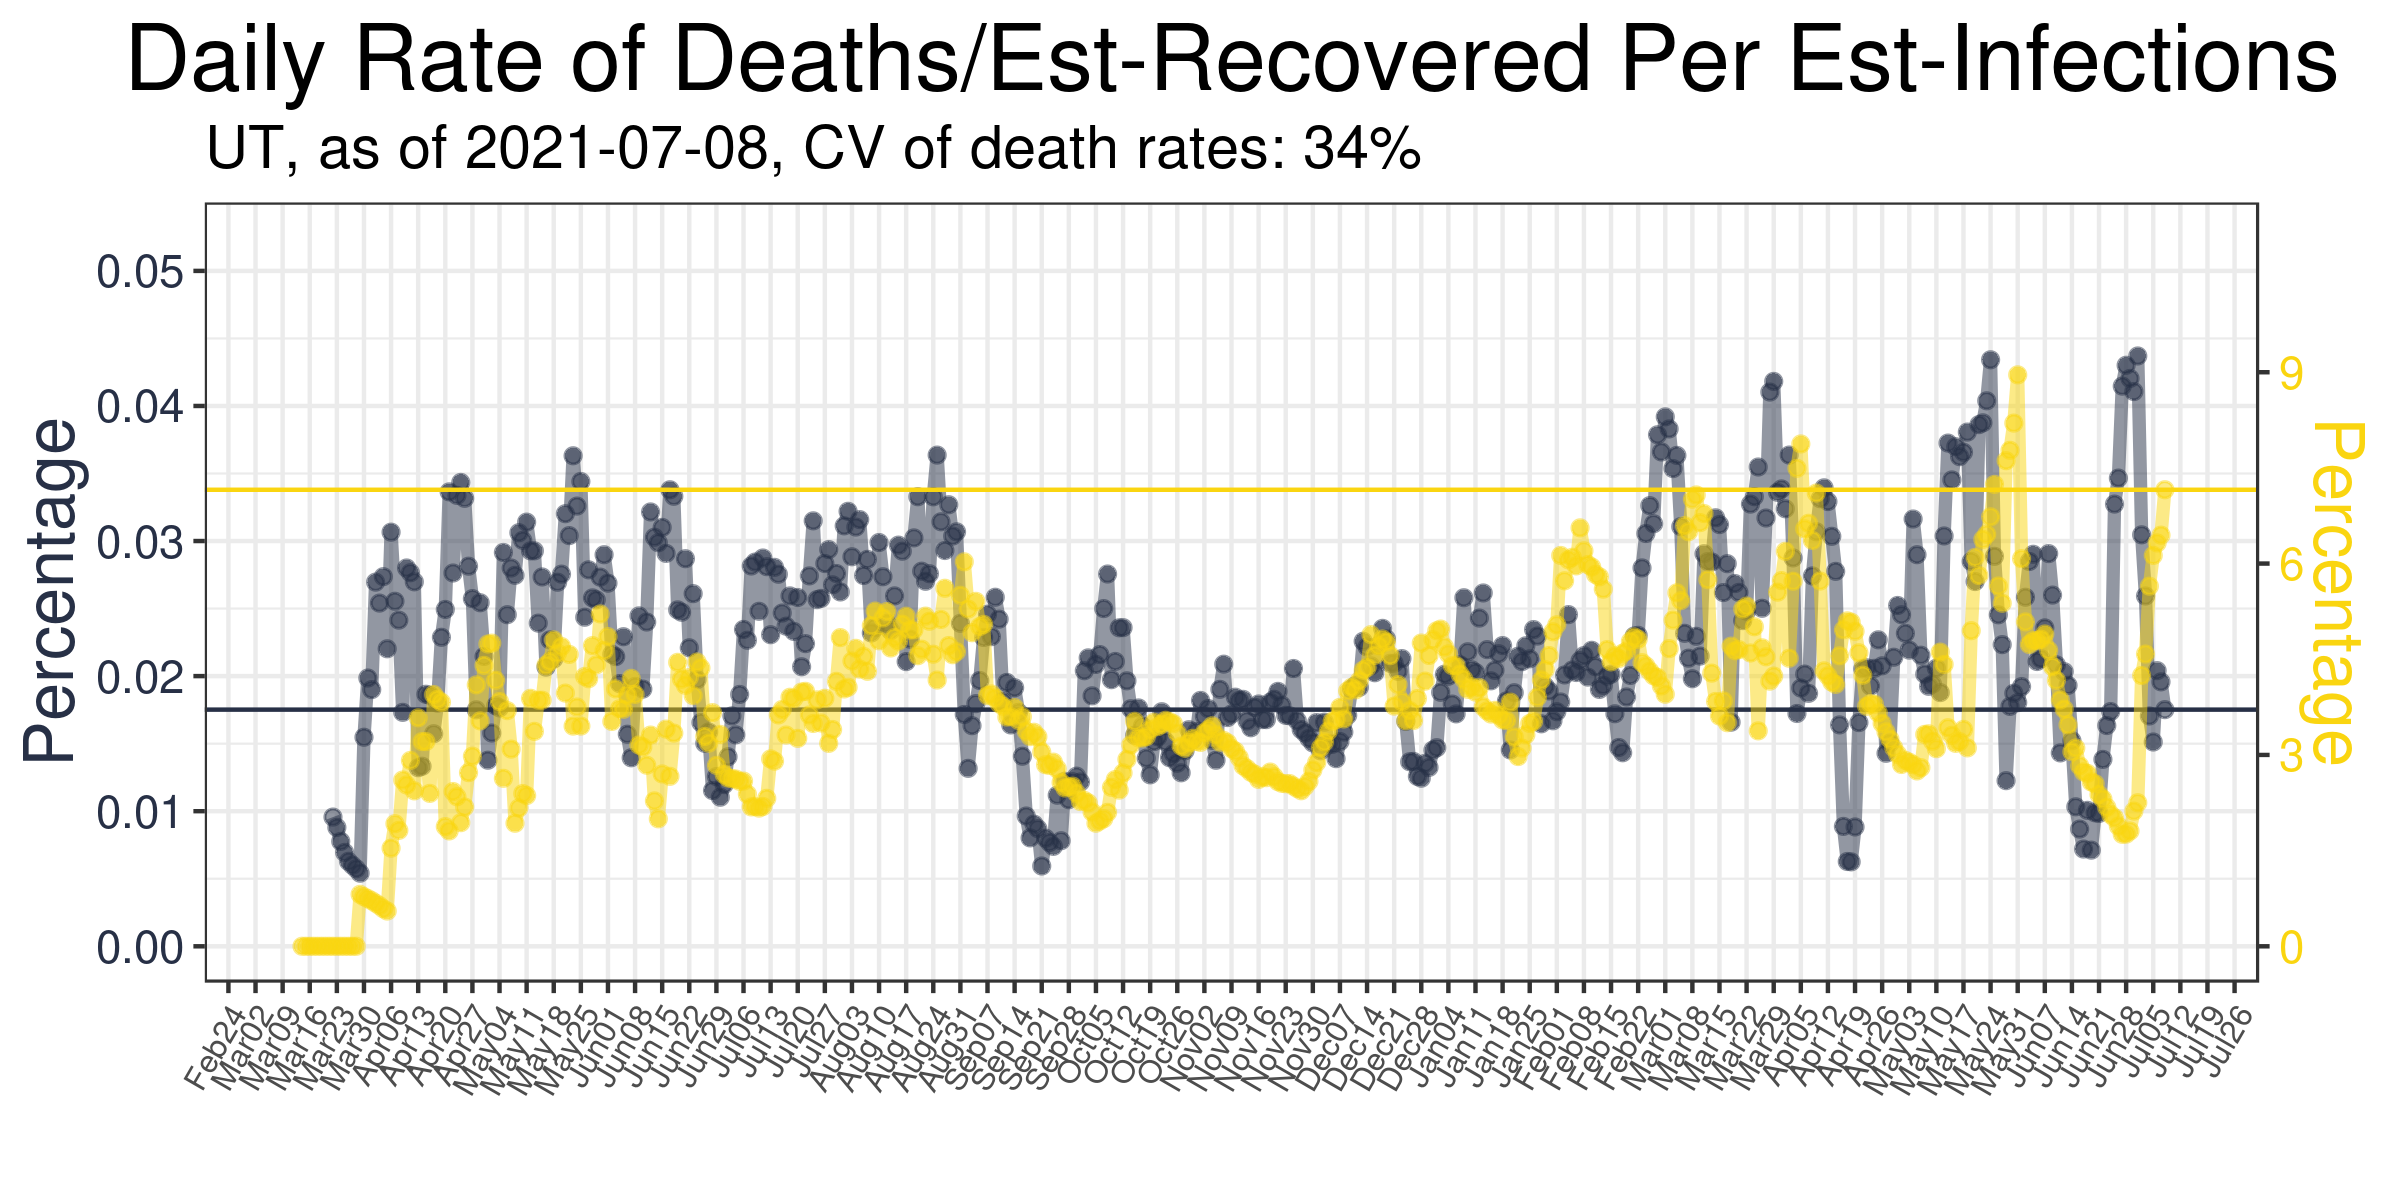 Daily Rate of Deaths/Est-Recovered Per Est-Infections
UT, as of 2021-07-08, CV of death rates: 34%
Percentage
0.05
0.04
0.03
0.02
0.01
0.00
9
6
3
0
Percentage
Feb24
Mar02
Mar09
Mar16
Mar23
Mar30
Apr06
Apr13
Apr20
Apr27
May04
May11
May18
May25
Jun01
Jun08
Jun15
Jun22
Jun29
Jul06
Jul13
Jul20
Jul27
Aug03
Aug10
Aug17
Aug24
Aug31
Sep07
Sep14
Sep21
Sep28
Oct05
Oct12
Oct19
Oct26
Nov02
Nov09
Nov16
Nov23
Nov30
Dec07
Dec14
Dec21
Dec28
Jan04
Jan11
Jan18
Jan25
Feb01
Feb08
Feb15
Feb22
Mar01
Mar08
Mar15
Mar22
Mar29
Apr05
Apr12
Apr19
Apr26
May03
May10
May17
May24
May31
Jun07
Jun14
Jun21
Jun28
Jul05
Jul12
Jul19
Jul26